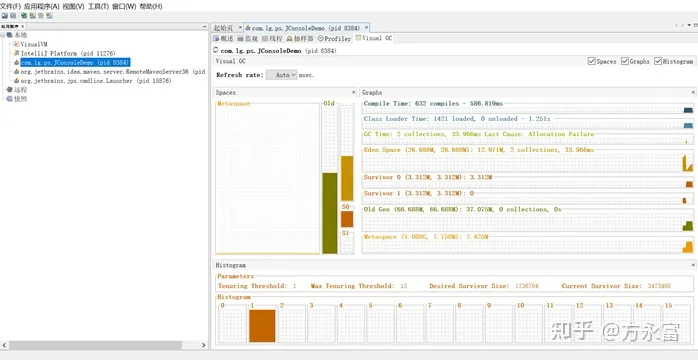 文件(F) 应用程序(A) 视图(V) 工具(T) 窗口(W) 帮助(H)
应用程序 ×
本地
VisualVM
IntelliJ Platform (pid 11276)
com.lg.ps.JConsoleDemo (pid 8384)
org.jetbrains.idea.maven.server.RemoteMavenServer36 (pid
org.jetbrains.jps.cmdline.Launcher (pid 15876)
远程
快照
起始页 × com.lg.ps.JConsoleDemo (pid 8384) ×
概述 监视 线程 抽样器 Profiler Visual GC
com.lg.ps.JConsoleDemo (pid 8384)
Visual GC
Spaces Graphs Histogram
Refresh rate: Auto msec.
Spaces ×
Metaspace
Old
...
S0
S1
Graphs ×
Compile Time: 632 compiles - 586.819ms
Class Loader Time: 1421 loaded, 0 unloaded - 1.251s
GC Time: 2 collections, 33.966ms Last Cause: Allocation Failure
Eden Space (26.688M, 26.688M): 12.971M, 2 collections, 33.966ms
Survivor 0 (3.312M, 3.312M): 3.312M
Survivor 1 (3.312M, 3.312M): 0
Old Gen (66.688M, 66.688M): 37.075M, 0 collections, 0s
Metaspace (1.008G, 7.750M): 7.425M
Histogram ×
Parameters
Tenuring Threshold: 1 Max Tenuring Threshold: 15 Desired Survivor Size: 1736704 Current Survivor Size: 3473408
Histogram
0 1 2 3 4 5 6 7 8 9 10 11 12 13 14 15
知乎 @方永富